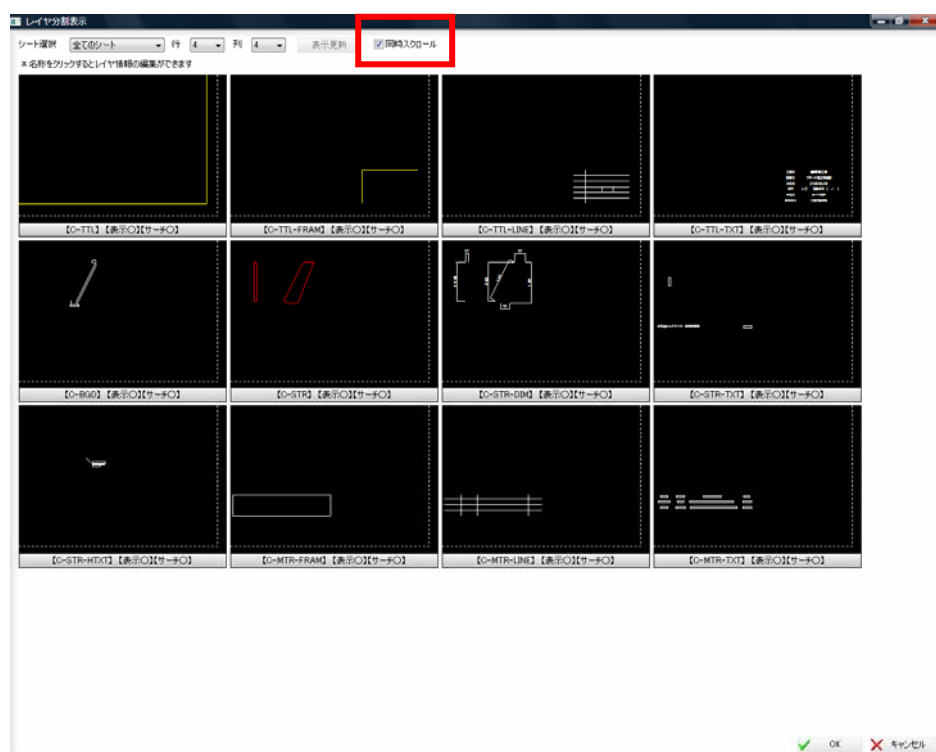 レイヤ分割表示
シート選択 全てのシート 行 4 列 4 表示更新 同時スクロール
※名称をクリックするとレイヤ情報の編集ができます
【C-TTL】【表示○】【サーチ○】 【C-TTL-FRAM】【表示○】【サーチ○】 【C-TTL-LINE】【表示○】【サーチ○】 【C-TTL-TXT】【表示○】【サーチ○】
【C-BGD】【表示○】【サーチ○】 【C-STR】【表示○】【サーチ○】 【C-STR-DIM】【表示○】【サーチ○】 【C-STR-TXT】【表示○】【サーチ○】
【C-STR-HTXT】【表示○】【サーチ○】 【C-MTR-FRAM】【表示○】【サーチ○】 【C-MTR-LINE】【表示○】【サーチ○】 【C-MTR-TXT】【表示○】【サーチ○】
OK キャンセル